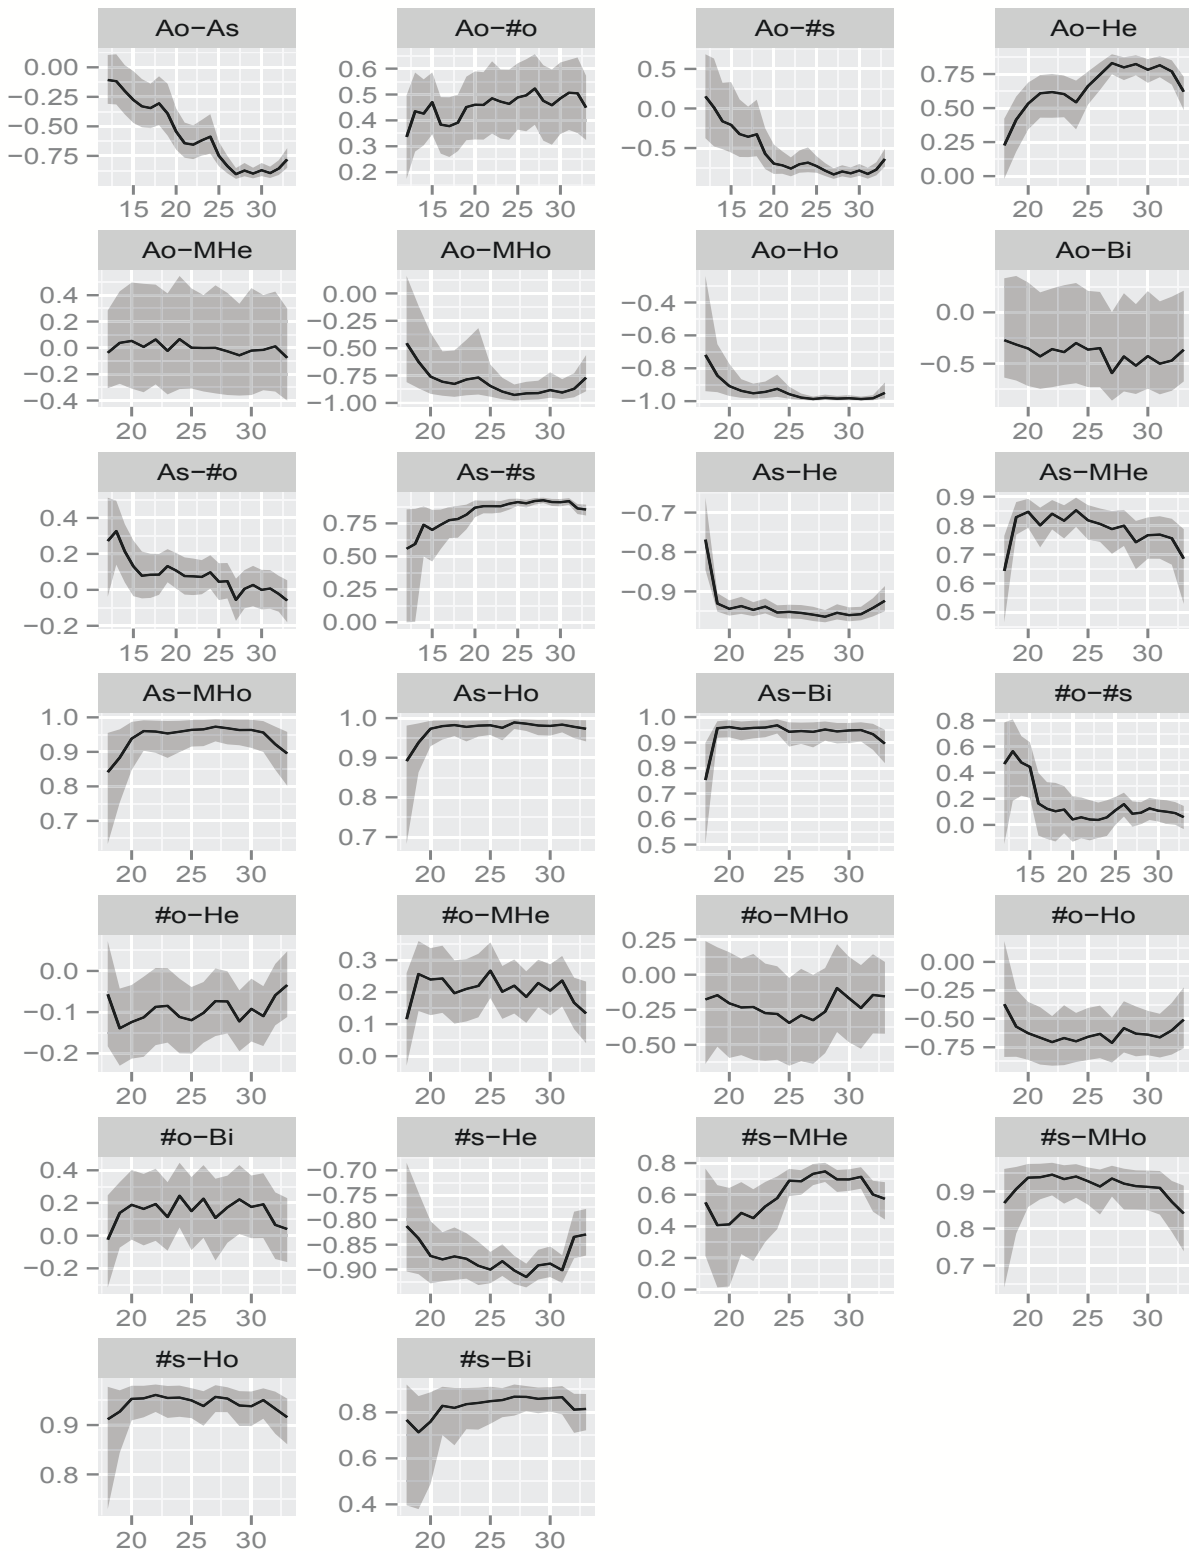 Ao−As Ao−#o Ao−#s Ao−He
0.00 −0.25 −0.50 −0.75
0.6 0.5 0.4 0.3 0.2
0.5 0.0 −0.5
0.75 0.50 0.25 0.00
15 20 25 30 15 20 25 30 15 20 25 30 20 25 30
Ao−MHe Ao−MHo Ao−Ho Ao−Bi
0.4 0.2 0.0 −0.2 −0.4
0.00 −0.25 −0.50 −0.75 −1.00
−0.4 −0.6 −0.8 −1.0
0.0 −0.5
20 25 30 20 25 30 20 25 30 20 25 30
As−#o As−#s As−He As−MHe
0.4 0.2 0.0 −0.2
0.75 0.50 0.25 0.00
−0.7 −0.8 −0.9
0.9 0.8 0.7 0.6 0.5
15 20 25 30 15 20 25 30 20 25 30 20 25 30
As−MHo As−Ho As−Bi #o−#s
1.0 0.9 0.8 0.7
1.0 0.9 0.8 0.7
1.0 0.9 0.8 0.7 0.6 0.5
0.8 0.6 0.4 0.2 0.0
20 25 30 20 25 30 20 25 30 15 20 25 30
#o−He #o−MHe #o−MHo #o−Ho
0.0 −0.1 −0.2
0.3 0.2 0.1 0.0
0.25 0.00 −0.25 −0.50
0.00 −0.25 −0.50 −0.75
20 25 30 20 25 30 20 25 30 20 25 30
#o−Bi #s−He #s−MHe #s−MHo
0.4 0.2 0.0 −0.2
−0.70 −0.75 −0.80 −0.85 −0.90
0.8 0.6 0.4 0.2 0.0
0.9 0.8 0.7
20 25 30 20 25 30 20 25 30 20 25 30
#s−Ho #s−Bi
0.9 0.8
0.8 0.6 0.4
20 25 30 20 25 30